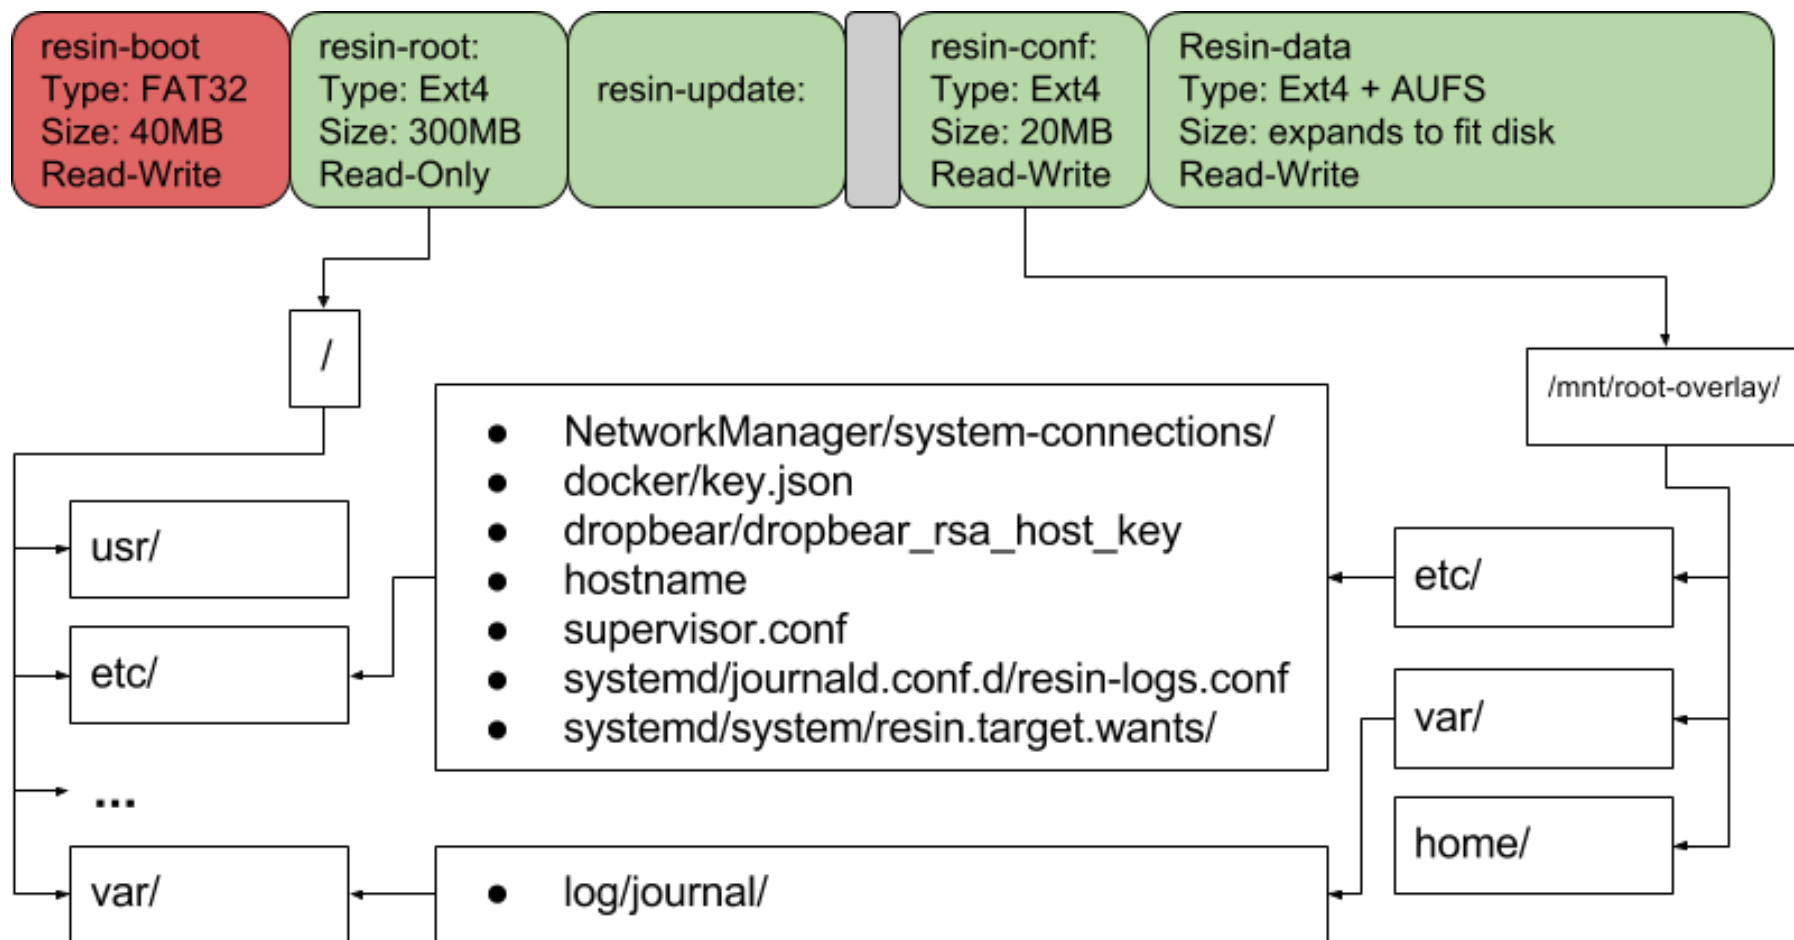 resin-boot
Type: FAT32
Size: 40MB
Read-Write
resin-root:
Type: Ext4
Size: 300MB
Read-Only
resin-update:
resin-conf:
Type: Ext4
Size: 20MB
Read-Write
Resin-data
Type: Ext4 + AUFS
Size: expands to fit disk
Read-Write
/
/mnt/root-overlay/
usr/
etc/
...
var/
● NetworkManager/system-connections/
● docker/key.json
● dropbear/dropbear_rsa_host_key
● hostname
● supervisor.conf
● systemd/journald.conf.d/resin-logs.conf
● systemd/system/resin.target.wants/
● log/journal/
etc/
var/
home/